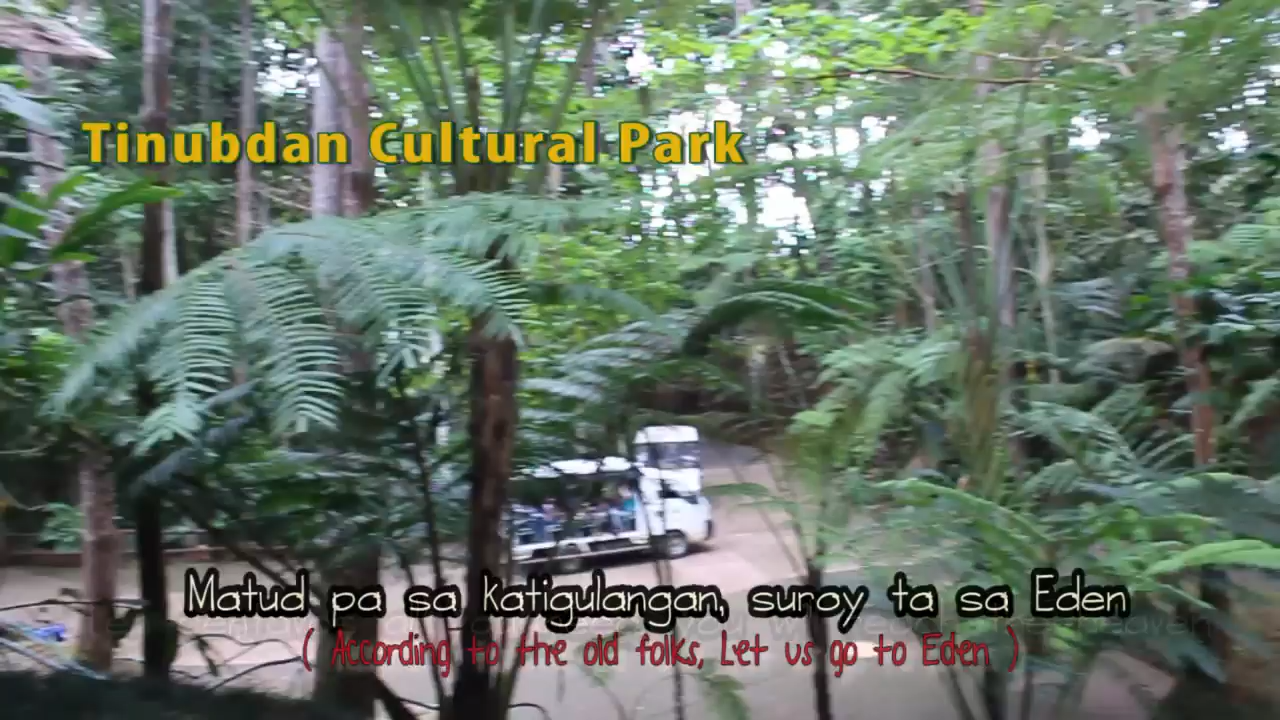 Tinubdan Cultural Park
Matud pa sa katigulangan, suroy ta sa Eden
( According to the old folks, Let us go to Eden )